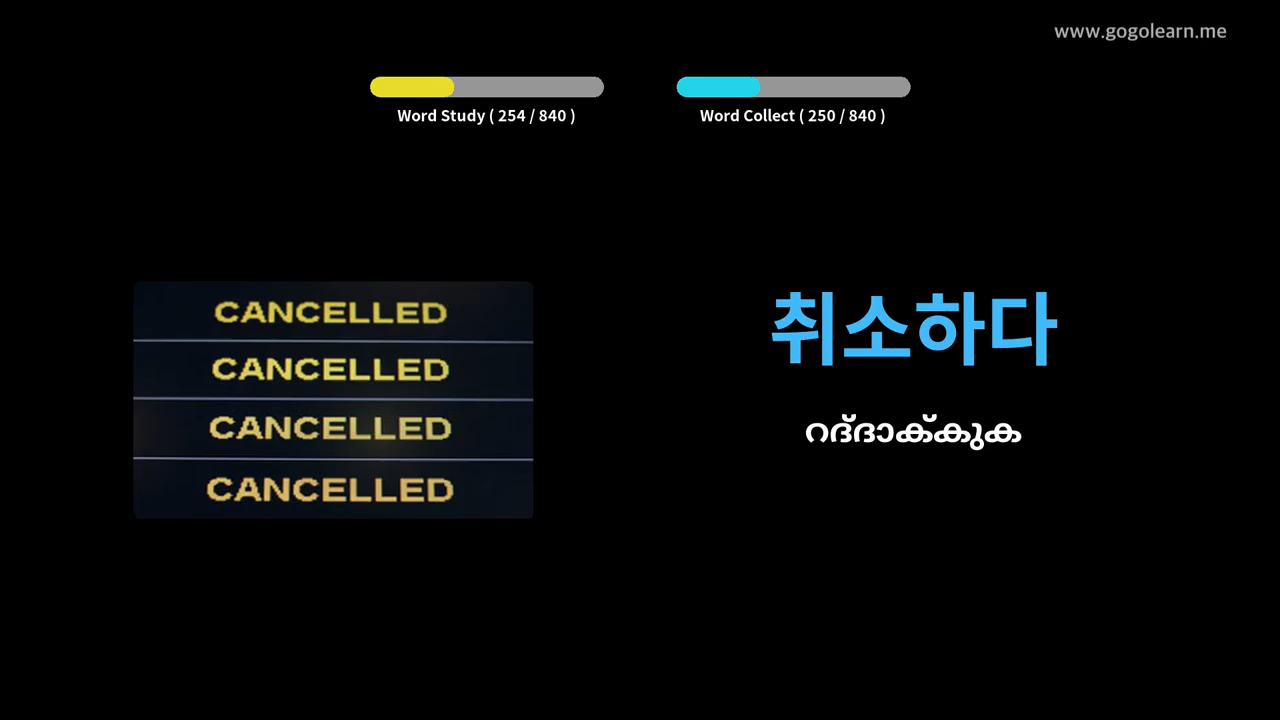 www.gogolearn.me
Word Study ( 254 / 840 )
Word Collect ( 250 / 840 )
CANCELLED
CANCELLED
CANCELLED
CANCELLED
취소하다
റദ്ദാക്കുക